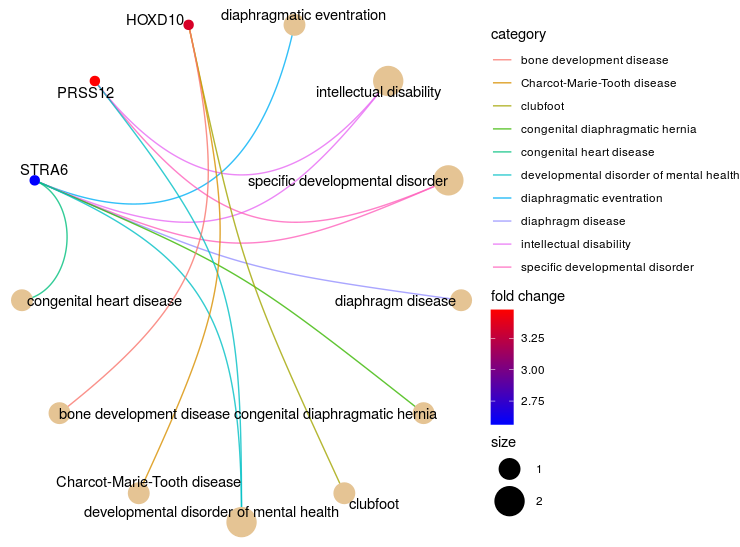 HOXD10
diaphragmatic eventration
PRSS12
intellectual disability
STRA6
specific developmental disorder
congenital heart disease
diaphragm disease
bone development disease
congenital diaphragmatic hernia
Charcot-Marie-Tooth disease
clubfoot
developmental disorder of mental health
category
bone development disease
Charcot-Marie-Tooth disease
clubfoot
congenital diaphragmatic hernia
congenital heart disease
developmental disorder of mental health
diaphragmatic eventration
diaphragm disease
intellectual disability
specific developmental disorder
fold change
3.25
3.00
2.75
size
1
2